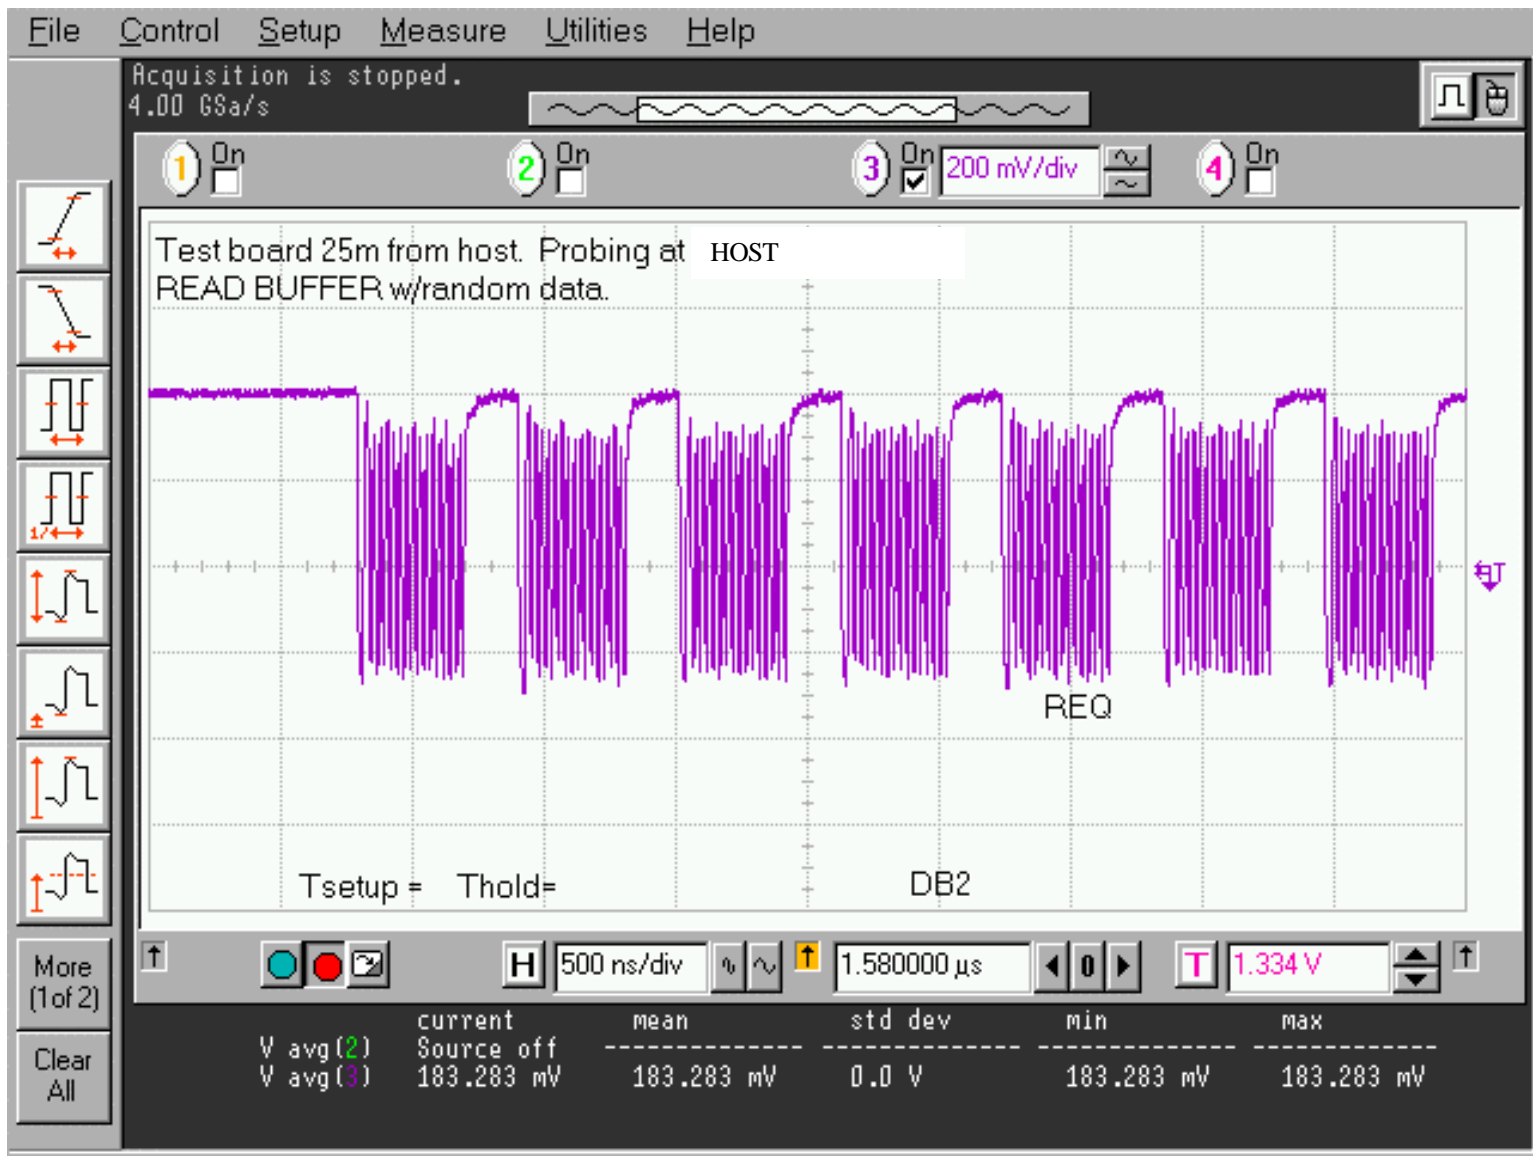 File Control Setup Measure Utilities Help
Acquisition is stopped.
4.00 GSa/s
1 On 2 On 3 On 200 mV/div 4 On
Test board 25m from host. Probing at HOST
READ BUFFER w/random data.
REQ
Tsetup = Thold= DB2
H 500 ns/div 1.580000 µs 0 T 1.334 V
More
(1of 2)
Clear
All
current mean std dev min max
V avg(2) Source off -------------- -------------- -------------- -------------
V avg(3) 183.283 mV 183.283 mV 0.0 V 183.283 mV 183.283 mV
1/